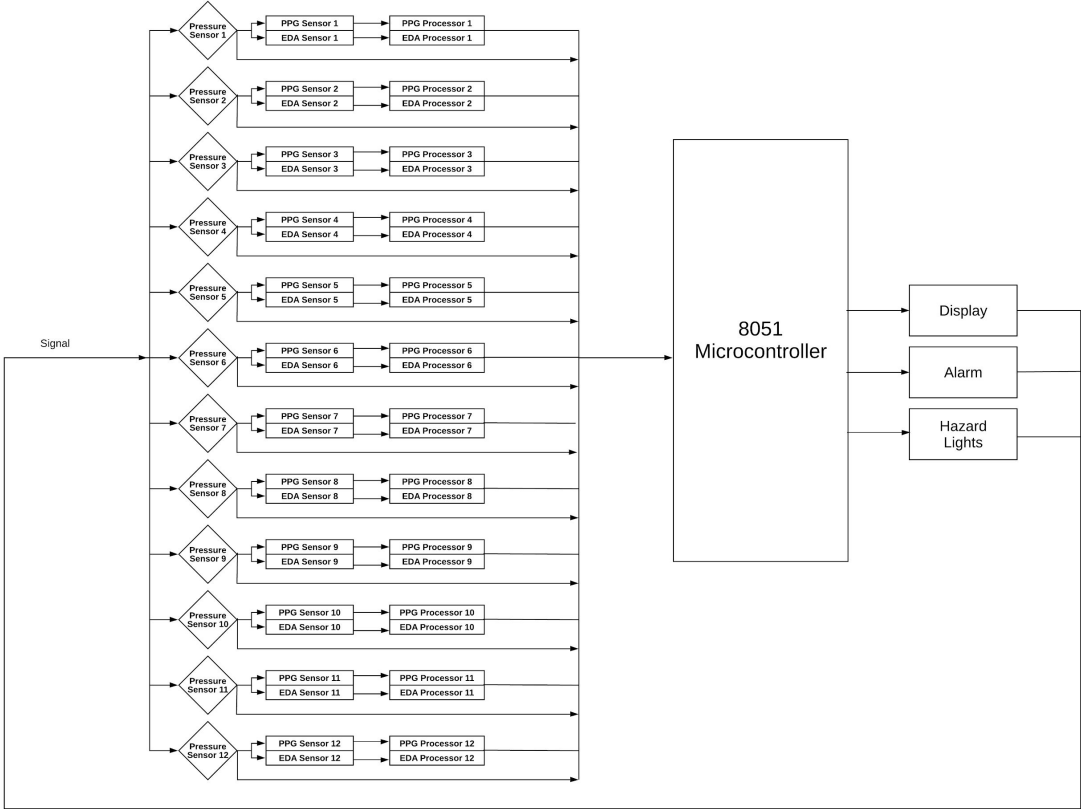 Pressure
Sensor 1
PPG Sensor 1
PPG Processor 1
EDA Sensor 1
EDA Processor 1
Pressure
Sensor 2
PPG Sensor 2
PPG Processor 2
EDA Sensor 2
EDA Processor 2
Pressure
Sensor 3
PPG Sensor 3
PPG Processor 3
EDA Sensor 3
EDA Processor 3
Pressure
Sensor 4
PPG Sensor 4
PPG Processor 4
EDA Sensor 4
EDA Processor 4
Pressure
Sensor 5
PPG Sensor 5
PPG Processor 5
EDA Sensor 5
EDA Processor 5
Signal
Pressure
Sensor 6
PPG Sensor 6
PPG Processor 6
EDA Sensor 6
EDA Processor 6
Pressure
Sensor 7
PPG Sensor 7
PPG Processor 7
EDA Sensor 7
EDA Processor 7
Pressure
Sensor 8
PPG Sensor 8
PPG Processor 8
EDA Sensor 8
EDA Processor 8
Pressure
Sensor 9
PPG Sensor 9
PPG Processor 9
EDA Sensor 9
EDA Processor 9
Pressure
Sensor 10
PPG Sensor 10
PPG Processor 10
EDA Sensor 10
EDA Processor 10
Pressure
Sensor 11
PPG Sensor 11
PPG Processor 11
EDA Sensor 11
EDA Processor 11
Pressure
Sensor 12
PPG Sensor 12
PPG Processor 12
EDA Sensor 12
EDA Processor 12
8051
Microcontroller
Display
Alarm
Hazard
Lights